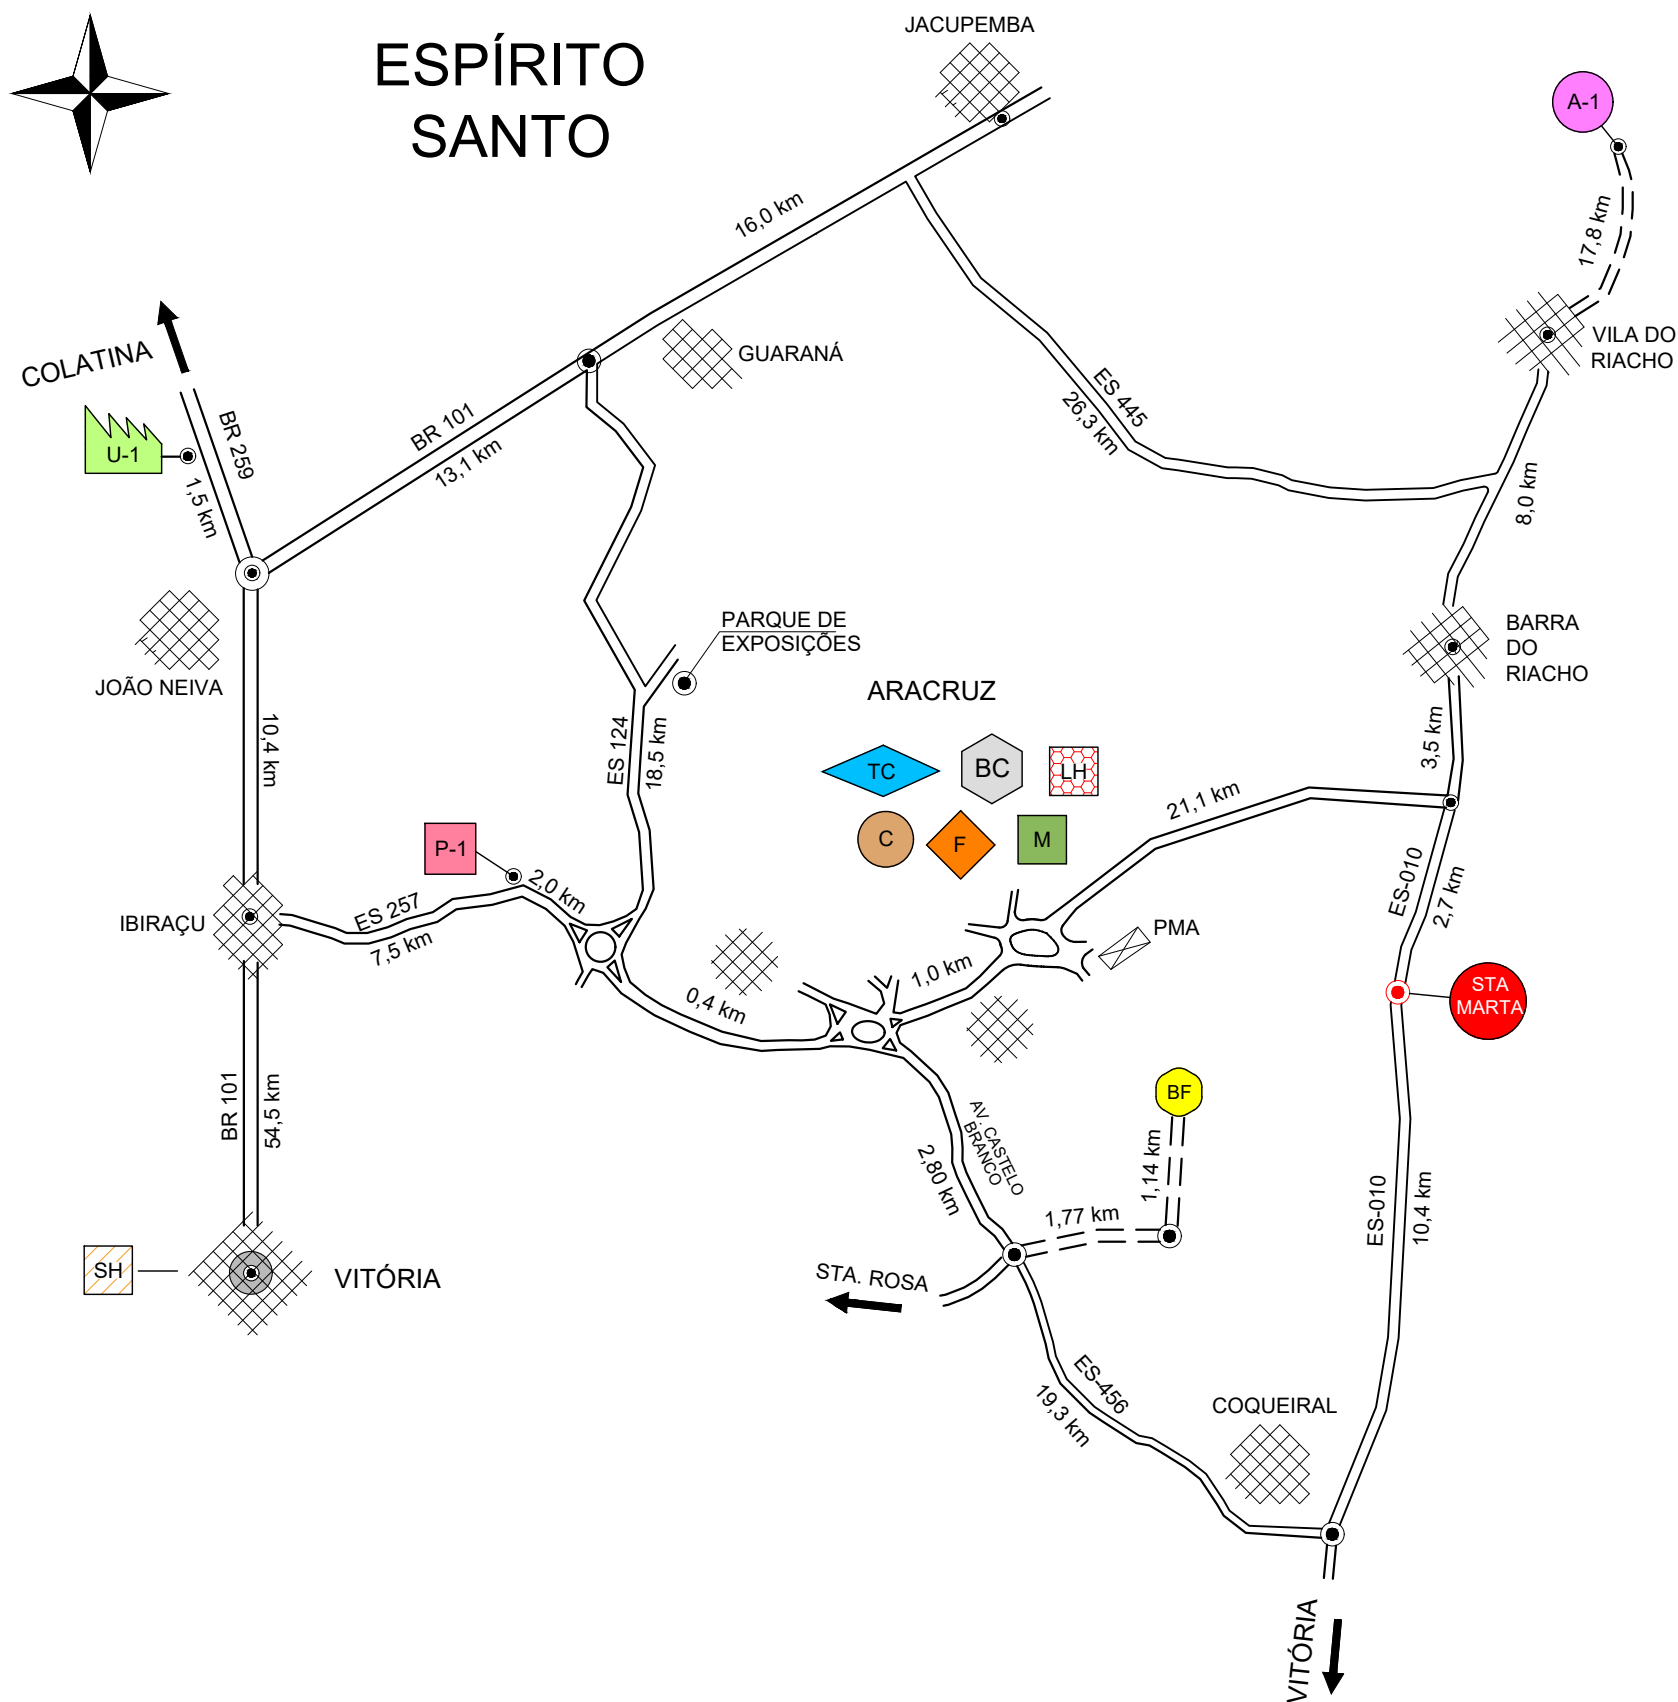 JACUPEMBA
ESPÍRITO
SANTO
A-1
16,0 km
17,8 km
VILA DO
RIACHO
GUARANÁ
COLATINA
BR 259
U-1
1,5 km
BR 101
13,1 km
ES 445
26,3 km
8,0 km
PARQUE DE
EXPOSIÇÕES
BARRA
DO
RIACHO
JOÃO NEIVA
ARACRUZ
10,4 km
ES 124
18,5 km
3,5 km
TC
BC
LH
21,1 km
C
F
M
P-1
2,0 km
ES-010
2,7 km
IBIRAÇU
ES 257
7,5 km
PMA
1,0 km
0,4 km
STA
MARTA
BR 101
54,5 km
BF
AV. CASTELO
BRANCO
2,80 km
1,14 km
1,77 km
ES-010
10,4 km
SH
VITÓRIA
STA. ROSA
ES-456
19,3 km
COQUEIRAL
VITÓRIA